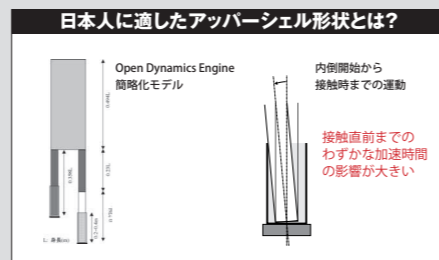 日本人に適したアッパーシェル形状とは?
Open Dynamics Engine
簡略化モデル
内倒開始から
接触時までの運動
接触直前までの
わずかな加速時間
の影響が大きい
L: 身長(m)